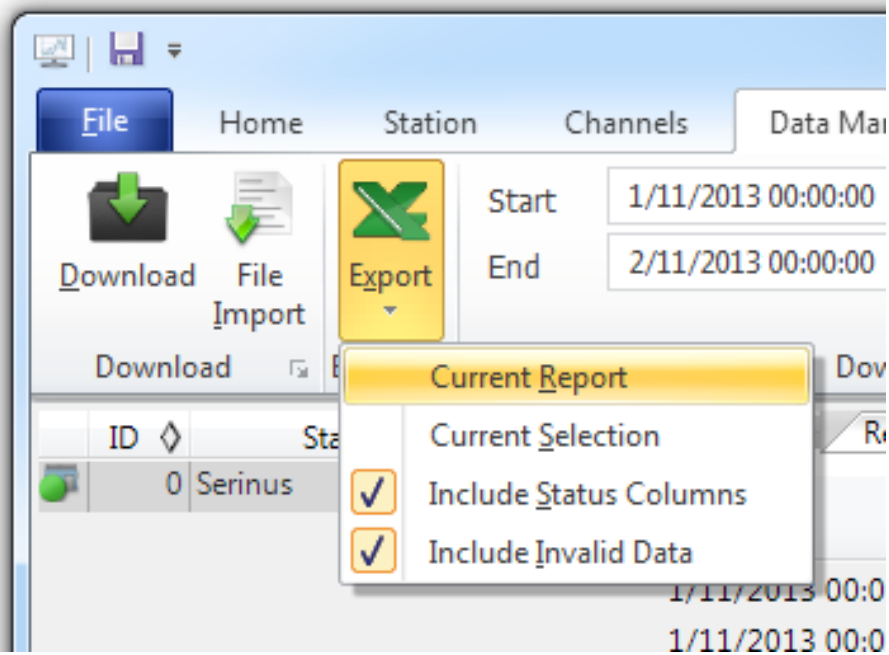 File Home Station Channels Data Mar
Start 1/11/2013 00:00:00
End 2/11/2013 00:00:00
Download File Import Export
Download
Current Report
Current Selection
Include Status Columns
Include Invalid Data
ID Sta
0 Serinus
1/11/2013 00:0
1/11/2013 00:0